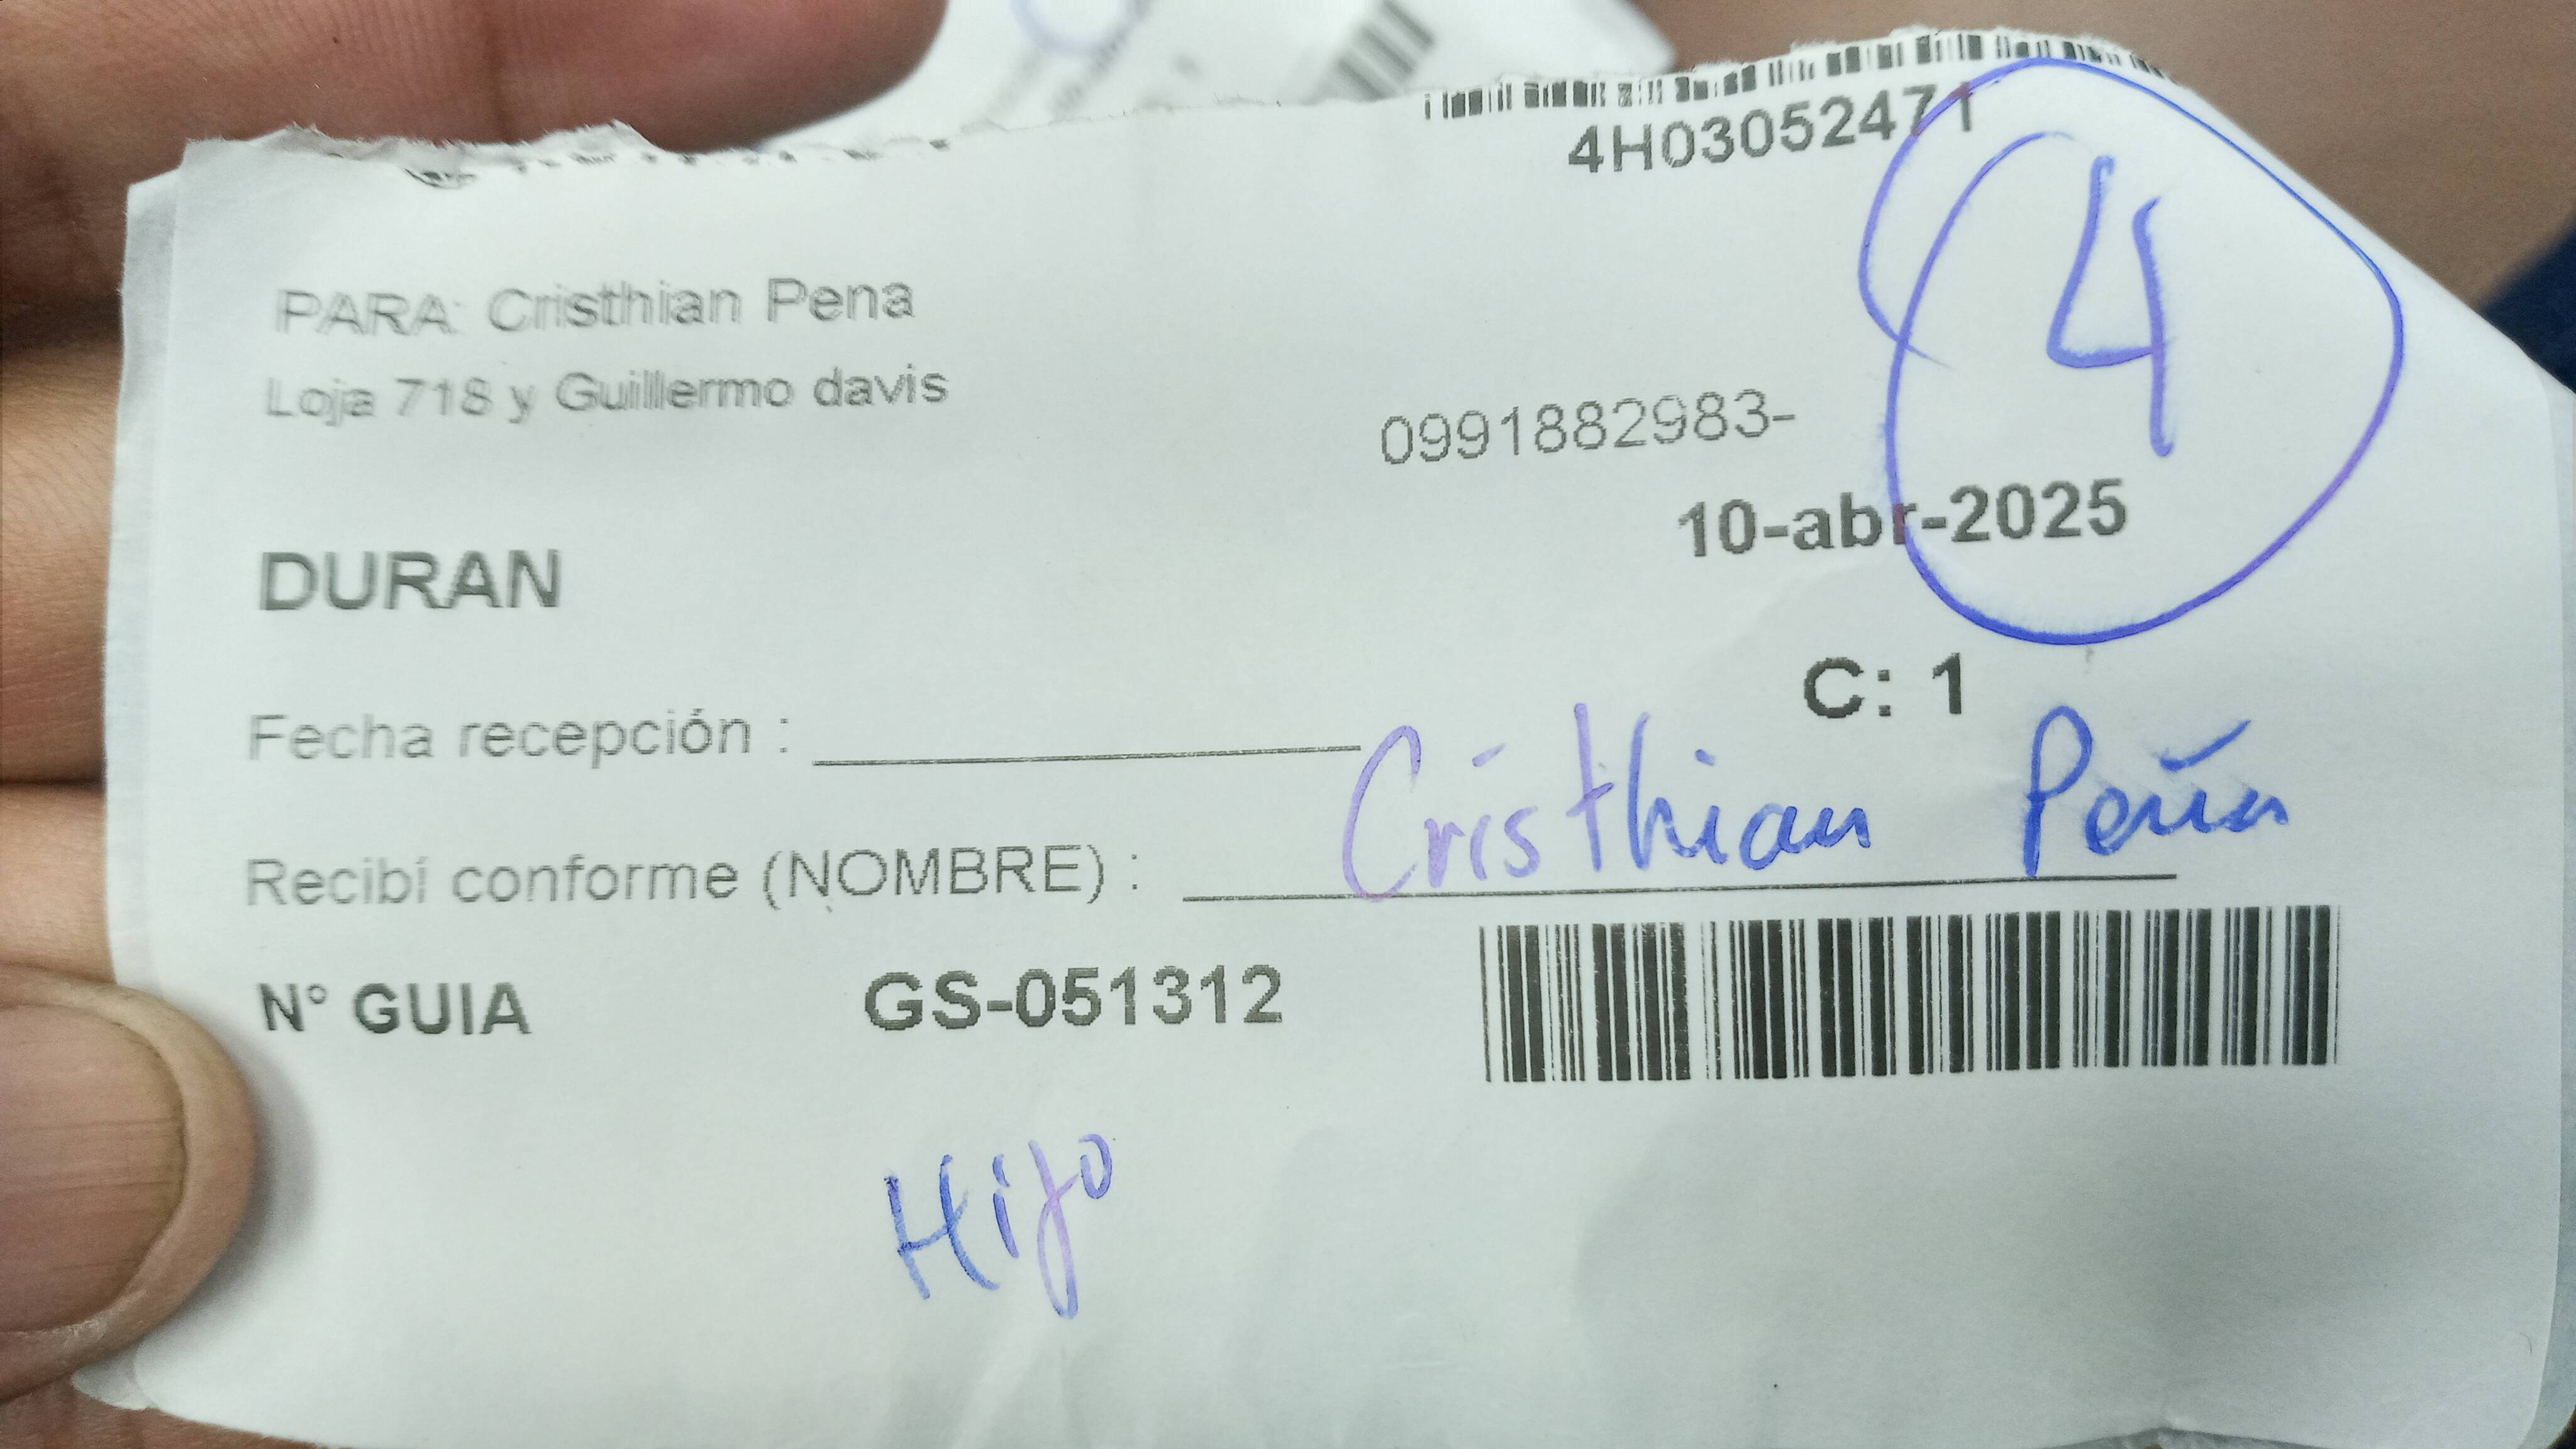 4H03052471
4
PARA: Cristhian Pena
Loja 718 y Guillermo davis
0991882983-
10-abr-2025
DURAN
C: 1
Fecha recepción :
Cristhian Peña
Recibí conforme (NOMBRE) :
N° GUIA GS-051312
Hijo